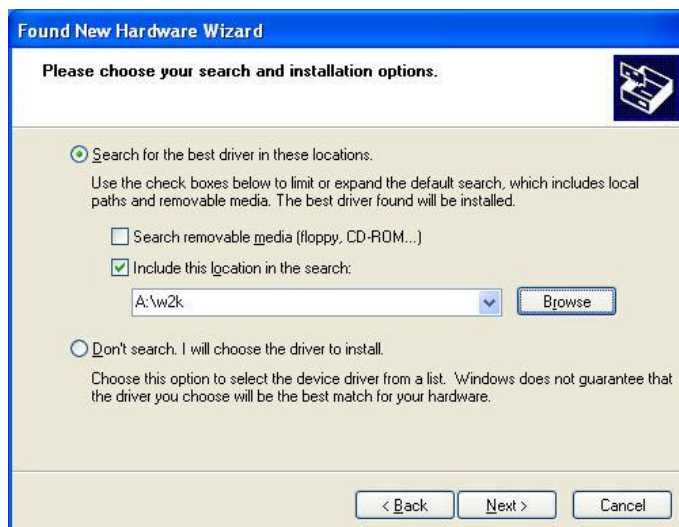 Found New Hardware Wizard
Please choose your search and installation options.
Search for the best driver in these locations.
Use the check boxes below to limit or expand the default search, which includes local
paths and removable media. The best driver found will be installed.
Search removable media (floppy, CD-ROM...)
Include this location in the search:
A:\w2k
Browse
Don't search. I will choose the driver to install.
Choose this option to select the device driver from a list. Windows does not guarantee that
the driver you choose will be the best match for your hardware.
< Back Next > Cancel